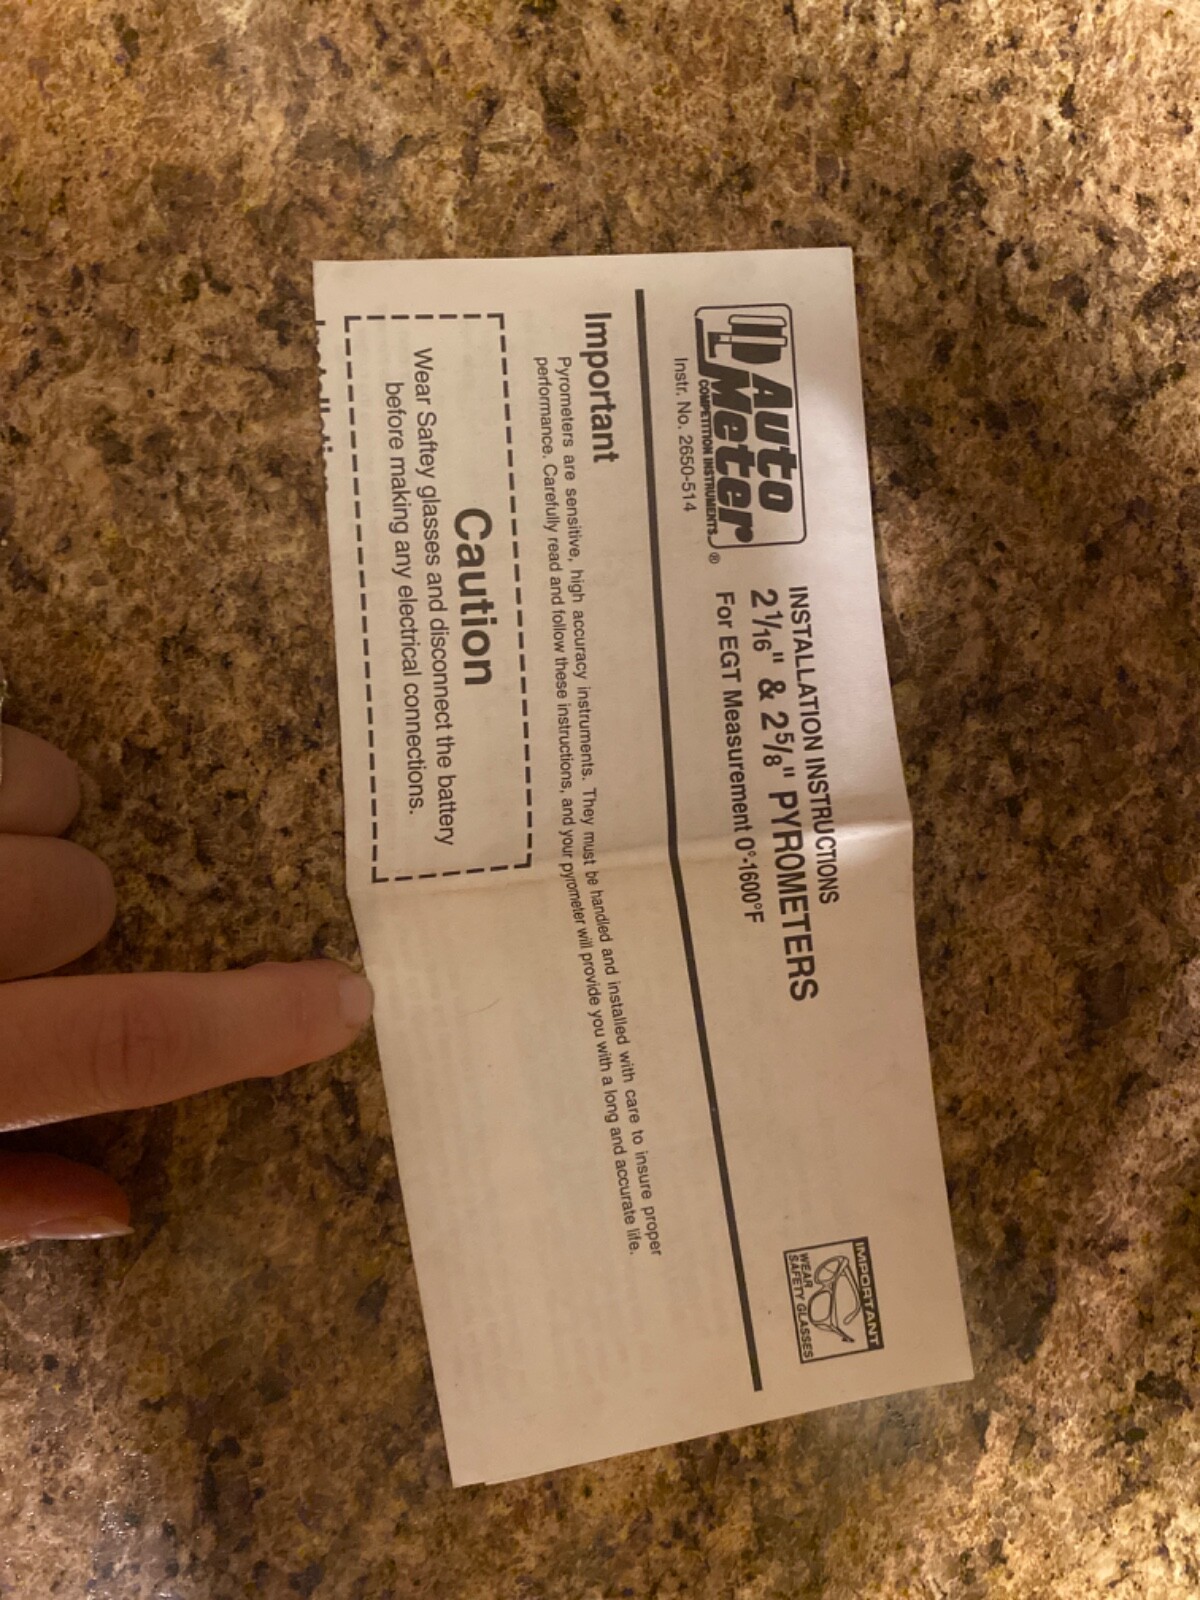 Auto
Meter®
COMPETITION INSTRUMENTS
Instr. No. 2650-514
INSTALLATION INSTRUCTIONS
2 1/16" & 2 5/8" PYROMETERS
For EGT Measurement 0°-1600°F
IMPORTANT
WEAR
SAFETY GLASSES
Important
Pyrometers are sensitive, high accuracy instruments. They must be handled and installed with care to insure proper
performance. Carefully read and follow these instructions, and your pyrometer will provide you with a long and accurate life.
Caution
Wear Saftey glasses and disconnect the battery
before making any electrical connections.